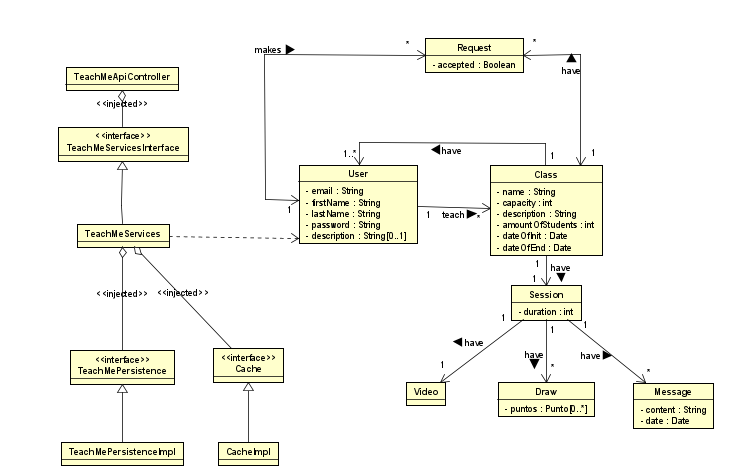 Request
- accepted : Boolean
makes
*
*
have
1
1
TeachMeApiController
<<injected>>
<<interface>>
TeachMeServicesInterface
TeachMeServices
<<injected>>
<<injected>>
<<interface>>
TeachMePersistence
<<interface>>
Cache
TeachMePersistenceImpl
CacheImpl
1..*
have
1
User
- email : String
- firstName : String
- lastName : String
- password : String
- description : String[0..1]
1
teach
*
Class
- name : String
- capacity : int
- description : String
- amountOfStudents : int
- dateOfInit : Date
- dateOfEnd : Date
1
have
1
Session
- duration : int
1
1
1
have
have
have
1
*
*
Video
Draw
- puntos : Punto[0..*]
Message
- content : String
- date : Date